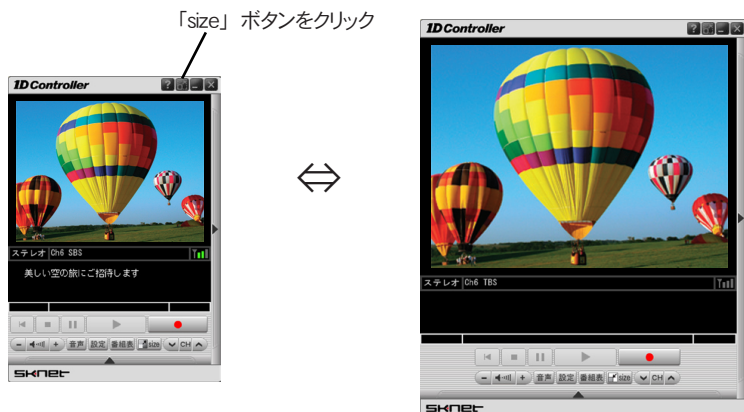 「size」ボタンをクリック
1D Controller
ステレオ Ch6 SBS
美しい空の旅にご招待します
- + 音声 設定 番組表 size CH
SKNET
⇔
1D Controller
ステレオ Ch6 TBS
- + 音声 設定 番組表 size CH
SKNET